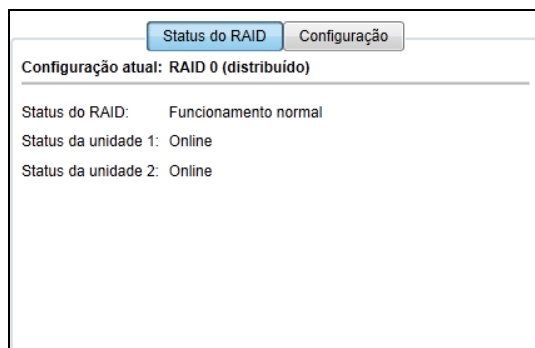 Status do RAID Configuração
Configuração atual: RAID 0 (distribuído)
Status do RAID: Funcionamento normal
Status da unidade 1: Online
Status da unidade 2: Online